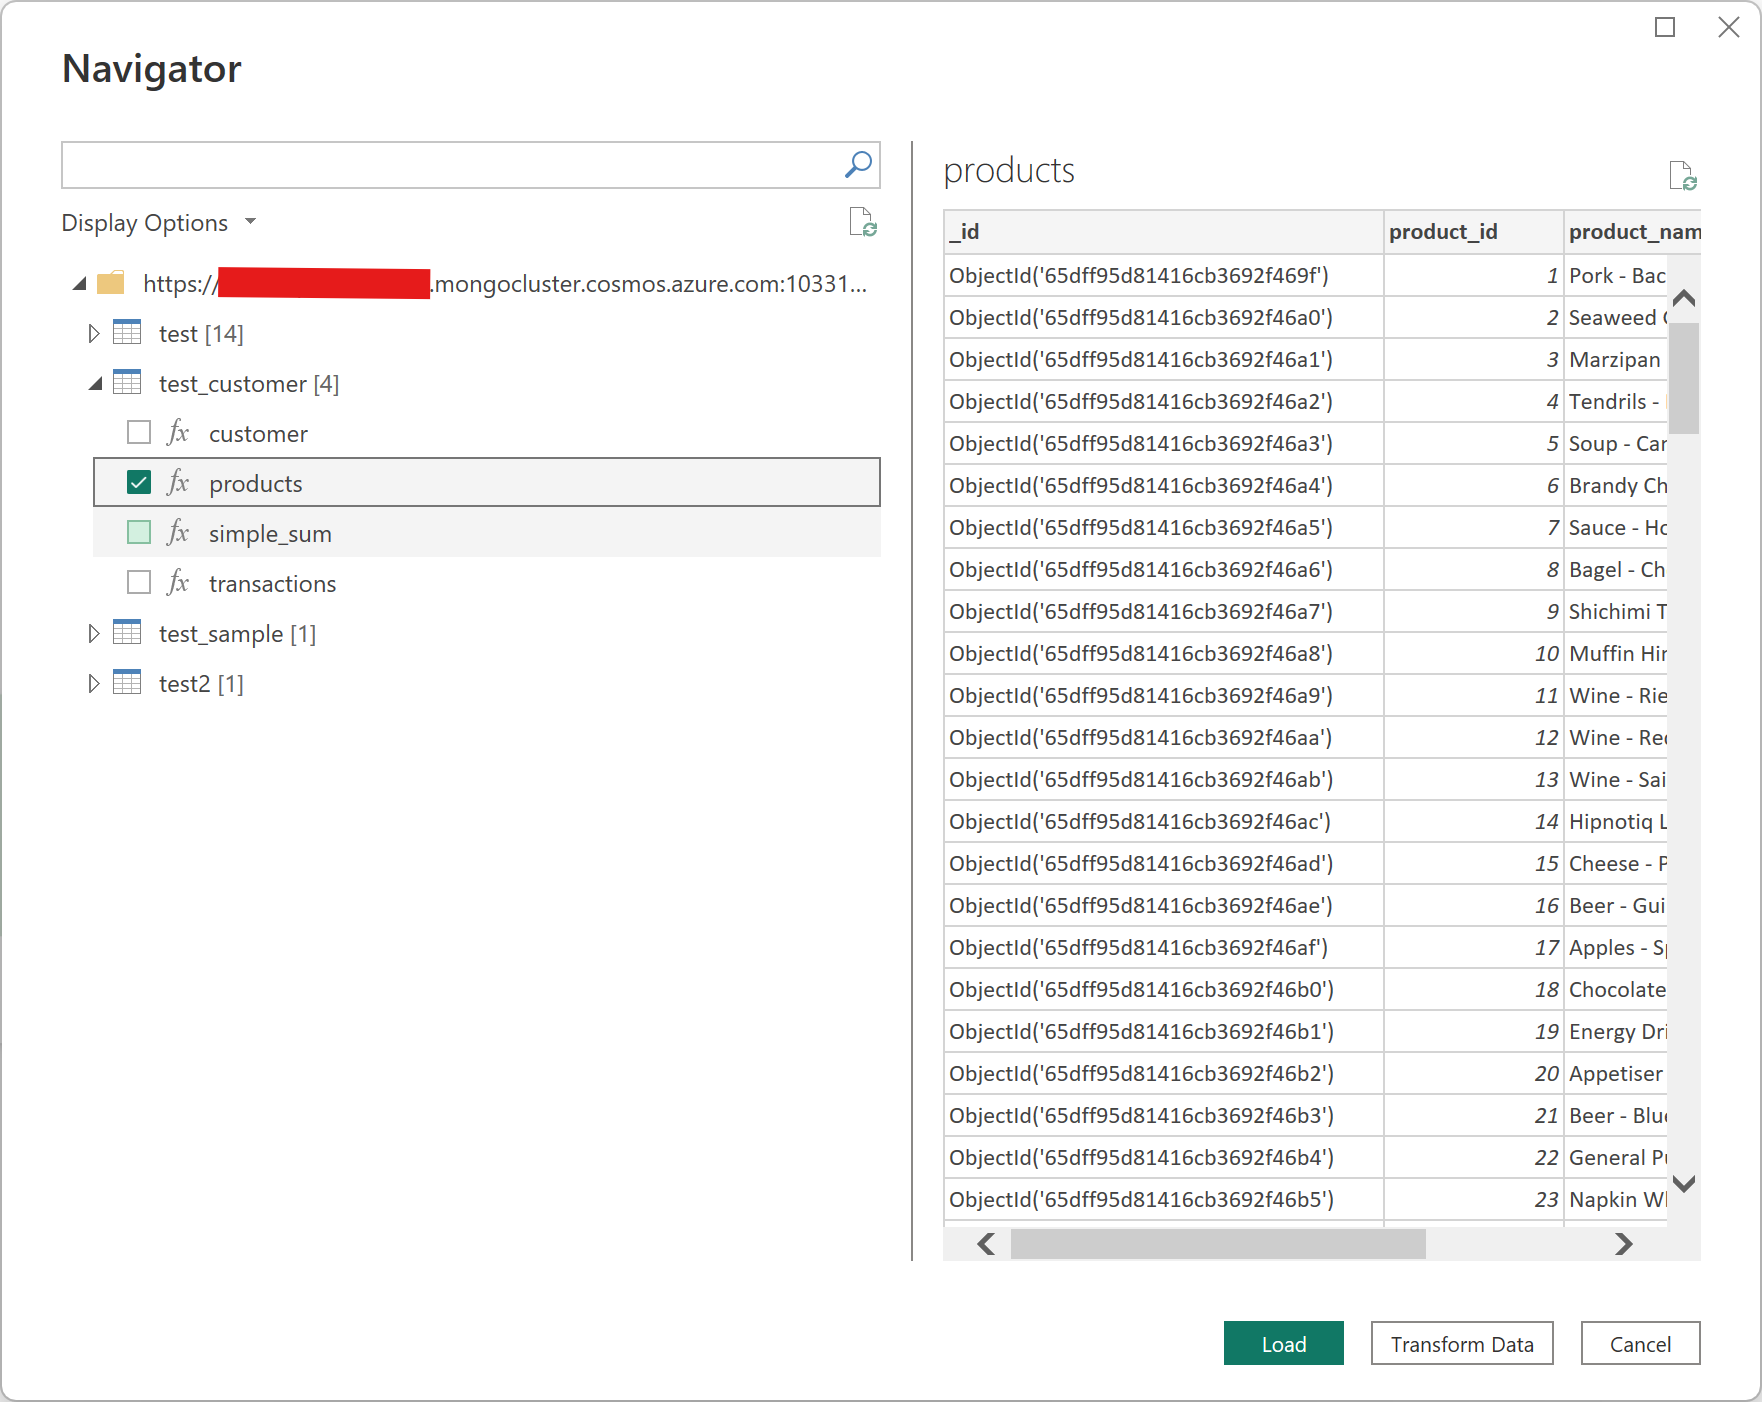 Navigator
Display Options
https://
.mongocluster.cosmos.azure.com:10331...
test [14]
test_customer [4]
fx customer
fx products
fx simple_sum
fx transactions
test_sample [1]
test2 [1]
products
_id product_id product_nam
ObjectId('65dff95d81416cb3692f469f') 1 Pork - Bac
ObjectId('65dff95d81416cb3692f46a0') 2 Seaweed
ObjectId('65dff95d81416cb3692f46a1') 3 Marzipan
ObjectId('65dff95d81416cb3692f46a2') 4 Tendrils -
ObjectId('65dff95d81416cb3692f46a3') 5 Soup - Car
ObjectId('65dff95d81416cb3692f46a4') 6 Brandy Ch
ObjectId('65dff95d81416cb3692f46a5') 7 Sauce - Ho
ObjectId('65dff95d81416cb3692f46a6') 8 Bagel - Ch
ObjectId('65dff95d81416cb3692f46a7') 9 Shichimi T
ObjectId('65dff95d81416cb3692f46a8') 10 Muffin Hir
ObjectId('65dff95d81416cb3692f46a9') 11 Wine - Rie
ObjectId('65dff95d81416cb3692f46aa') 12 Wine - Red
ObjectId('65dff95d81416cb3692f46ab') 13 Wine - Sai
ObjectId('65dff95d81416cb3692f46ac') 14 Hipnotiq L
ObjectId('65dff95d81416cb3692f46ad') 15 Cheese - P
ObjectId('65dff95d81416cb3692f46ae') 16 Beer - Gui
ObjectId('65dff95d81416cb3692f46af') 17 Apples - Sp
ObjectId('65dff95d81416cb3692f46b0') 18 Chocolate
ObjectId('65dff95d81416cb3692f46b1') 19 Energy Dri
ObjectId('65dff95d81416cb3692f46b2') 20 Appetiser
ObjectId('65dff95d81416cb3692f46b3') 21 Beer - Blue
ObjectId('65dff95d81416cb3692f46b4') 22 General Pu
ObjectId('65dff95d81416cb3692f46b5') 23 Napkin Wh
Load
Transform Data
Cancel